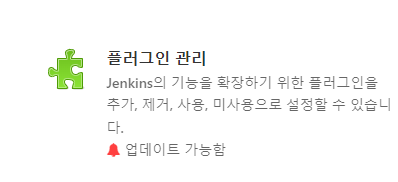 플러그인 관리
Jenkins의 기능을 확장하기 위한 플러그인을
추가, 제거, 사용, 미사용으로 설정할 수 있습니
다.
업데이트 가능함